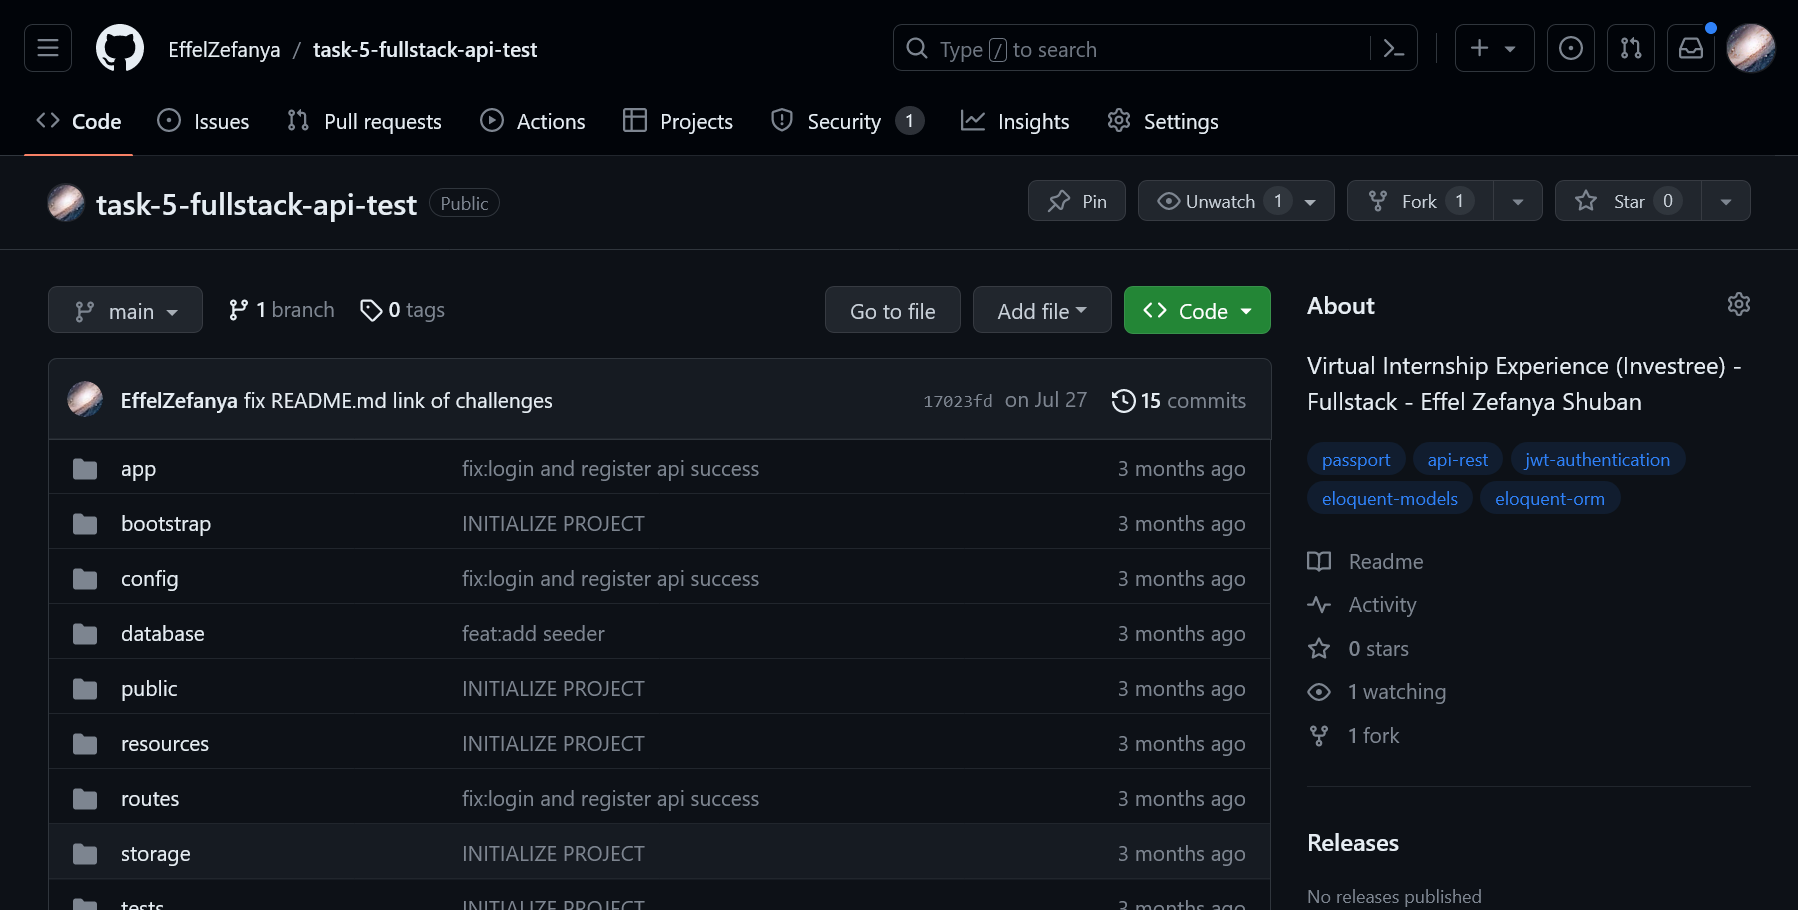 EffelZefanya / task-5-fullstack-api-test
Type / to search
Code Issues Pull requests Actions Projects Security 1 Insights Settings
task-5-fullstack-api-test Public
Pin Unwatch 1 Fork 1 Star 0
main 1 branch 0 tags Go to file Add file Code
EffelZefanya fix README.md link of challenges 17023fd on Jul 27 15 commits
app fix:login and register api success 3 months ago
bootstrap INITIALIZE PROJECT 3 months ago
config fix:login and register api success 3 months ago
database feat:add seeder 3 months ago
public INITIALIZE PROJECT 3 months ago
resources INITIALIZE PROJECT 3 months ago
routes fix:login and register api success 3 months ago
storage INITIALIZE PROJECT 3 months ago
tests INITIALIZE PROJECT 3 months ago
About
Virtual Internship Experience (Investree) -
Fullstack - Effel Zefanya Shuban
passport api-rest jwt-authentication
eloquent-models eloquent-orm
Readme
Activity
0 stars
1 watching
1 fork
Releases
No releases published